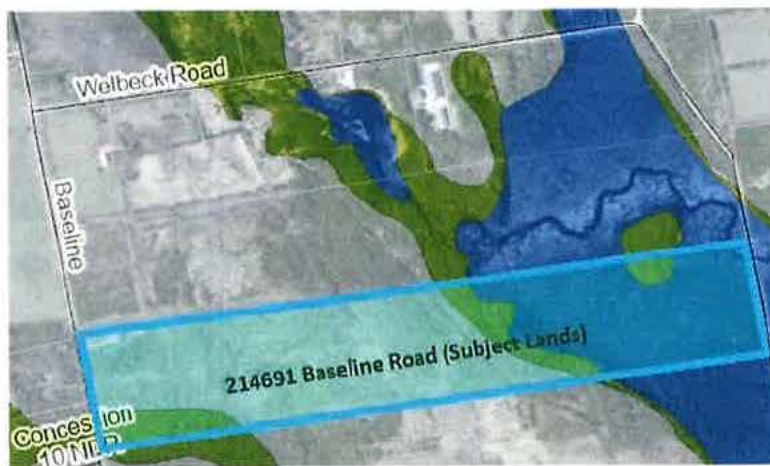 Welbeck Road
Baseline
214691 Baseline Road (Subject Lands)
Concession
10 NDR